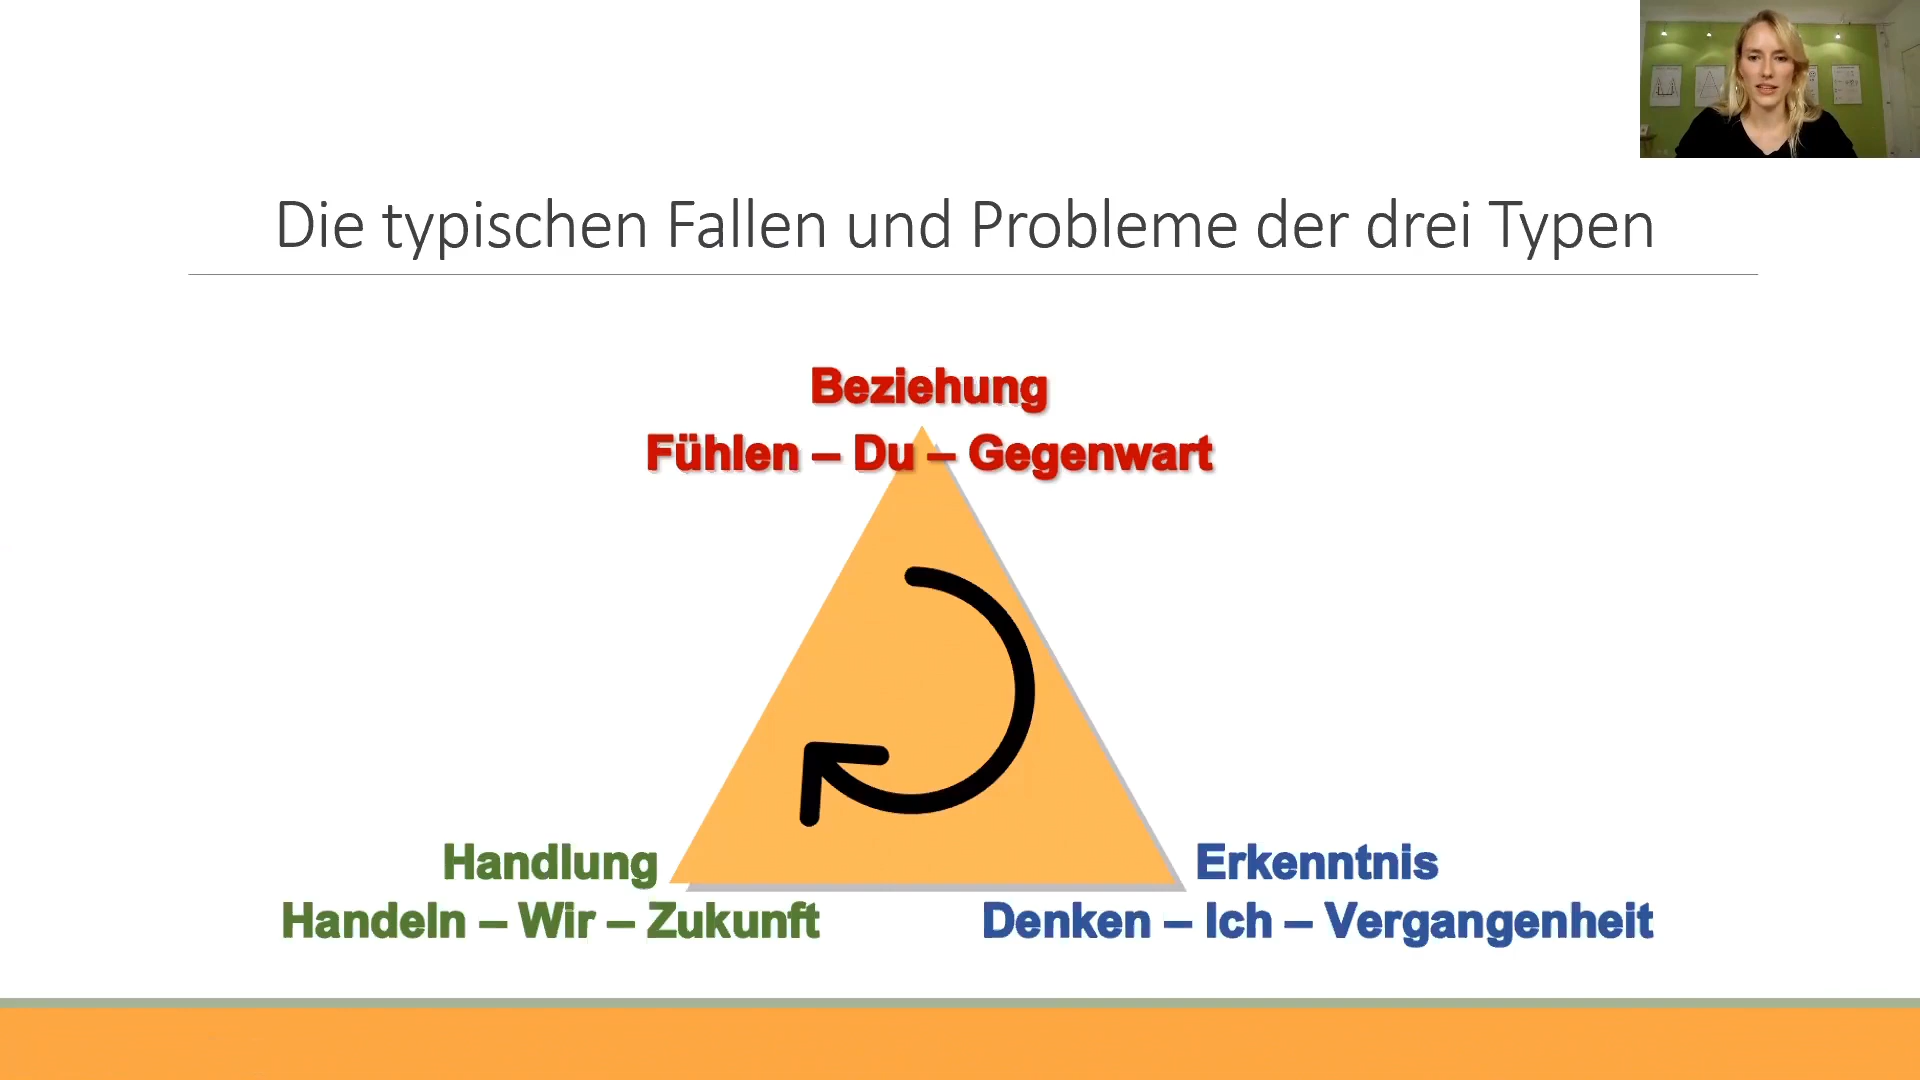 Die typischen Fallen und Probleme der drei Typen
Beziehung
Fühlen – Du – Gegenwart
Handlung
Handeln – Wir – Zukunft
Erkenntnis
Denken – Ich – Vergangenheit